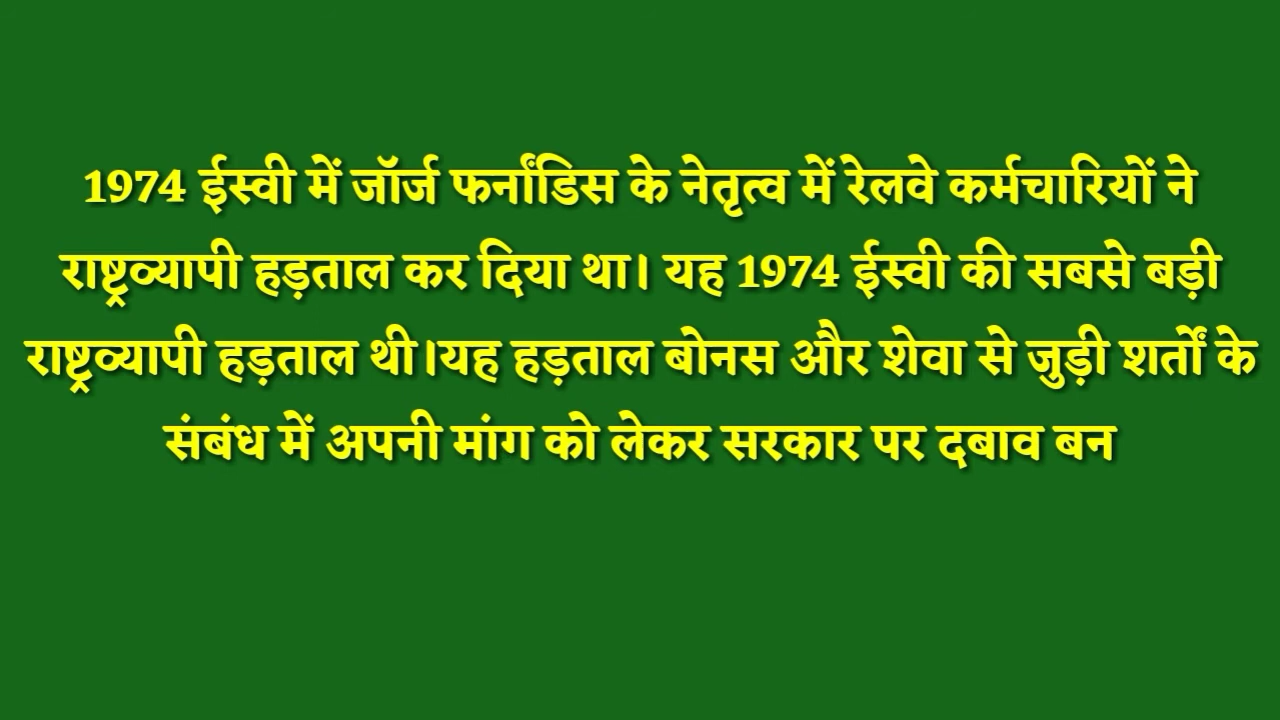 1974 ईस्वी में जॉर्ज फर्नांडिस के नेतृत्व में रेलवे कर्मचारियों ने
राष्ट्रव्यापी हड़ताल कर दिया था। यह 1974 ईस्वी की सबसे बड़ी
राष्ट्रव्यापी हड़ताल थी।यह हड़ताल बोनस और शेवा से जुड़ी शर्तों के
संबंध में अपनी मांग को लेकर सरकार पर दबाव बन